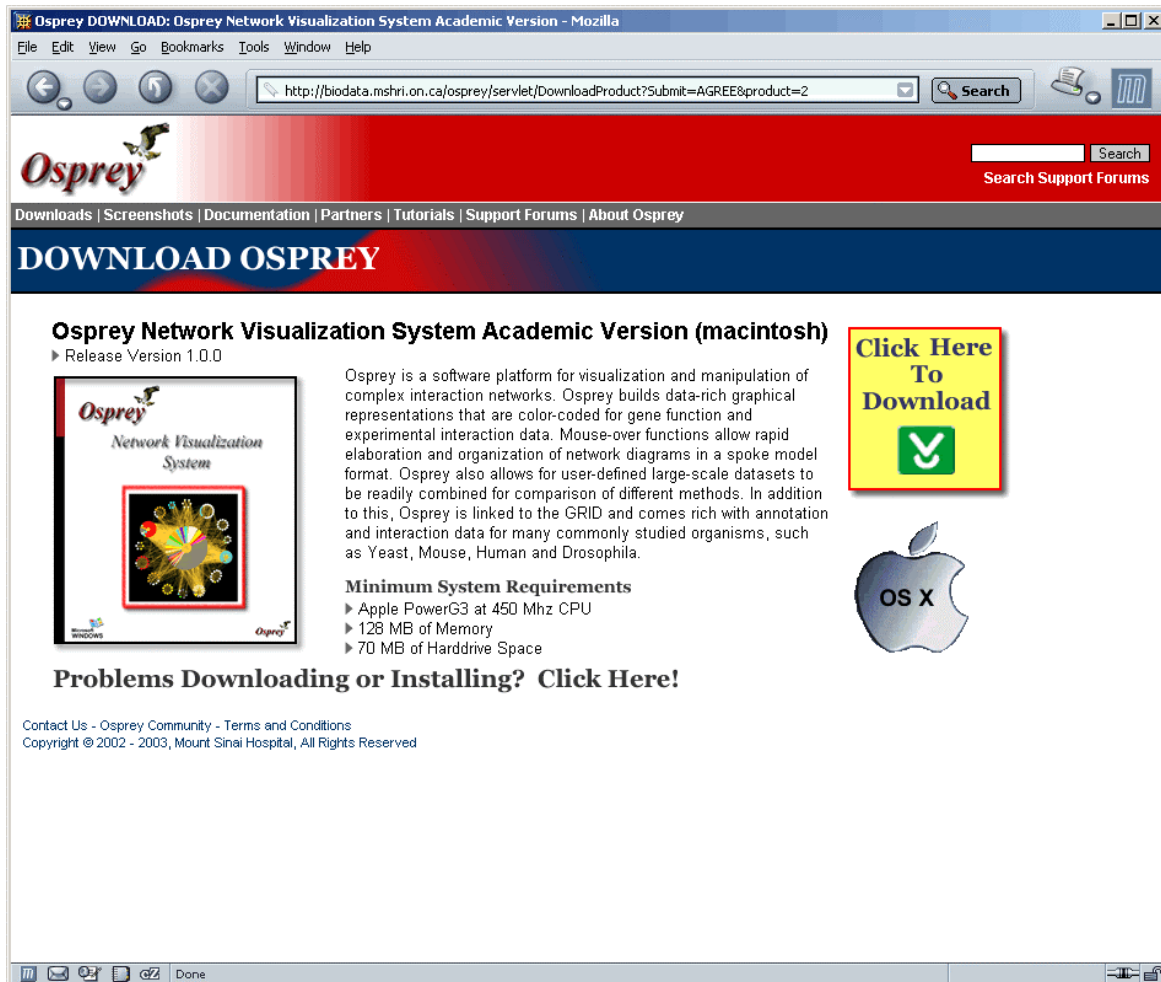 Osprey DOWNLOAD: Osprey Network Visualization System Academic Version - Mozilla
File Edit View Go Bookmarks Tools Window Help
http://biodata.mshri.on.ca/osprey/servlet/DownloadProduct?Submit=AGREE&product=2
Search
Osprey
Search
Search Support Forums
Downloads | Screenshots | Documentation | Partners | Tutorials | Support Forums | About Osprey
DOWNLOAD OSPREY
Osprey Network Visualization System Academic Version (macintosh)
Release Version 1.0.0
Osprey
Network Visualization
System
Microsoft
WINDOWS
Osprey
Osprey is a software platform for visualization and manipulation of
complex interaction networks. Osprey builds data-rich graphical
representations that are color-coded for gene function and
experimental interaction data. Mouse-over functions allow rapid
elaboration and organization of network diagrams in a spoke model
format. Osprey also allows for user-defined large-scale datasets to
be readily combined for comparison of different methods. In addition
to this, Osprey is linked to the GRID and comes rich with annotation
and interaction data for many commonly studied organisms, such
as Yeast, Mouse, Human and Drosophila.
Minimum System Requirements
Apple PowerG3 at 450 Mhz CPU
128 MB of Memory
70 MB of Harddrive Space
Click Here
To
Download
OS X
Problems Downloading or Installing? Click Here!
Contact Us - Osprey Community - Terms and Conditions
Copyright © 2002 - 2003, Mount Sinai Hospital, All Rights Reserved
Done